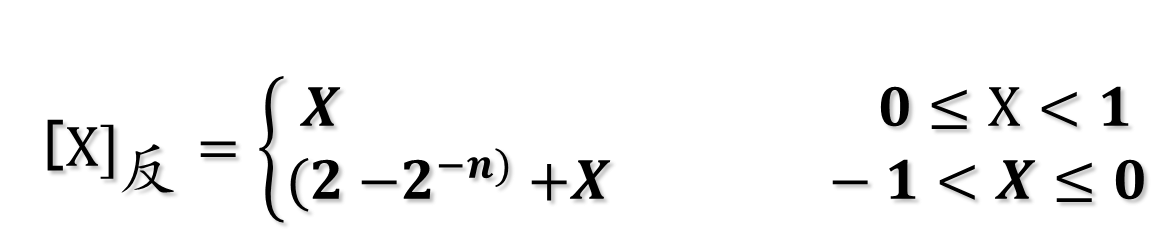 [X]反 = { X 0 ≤ X < 1
(2 −2^{−n)} +X − 1 < X ≤ 0